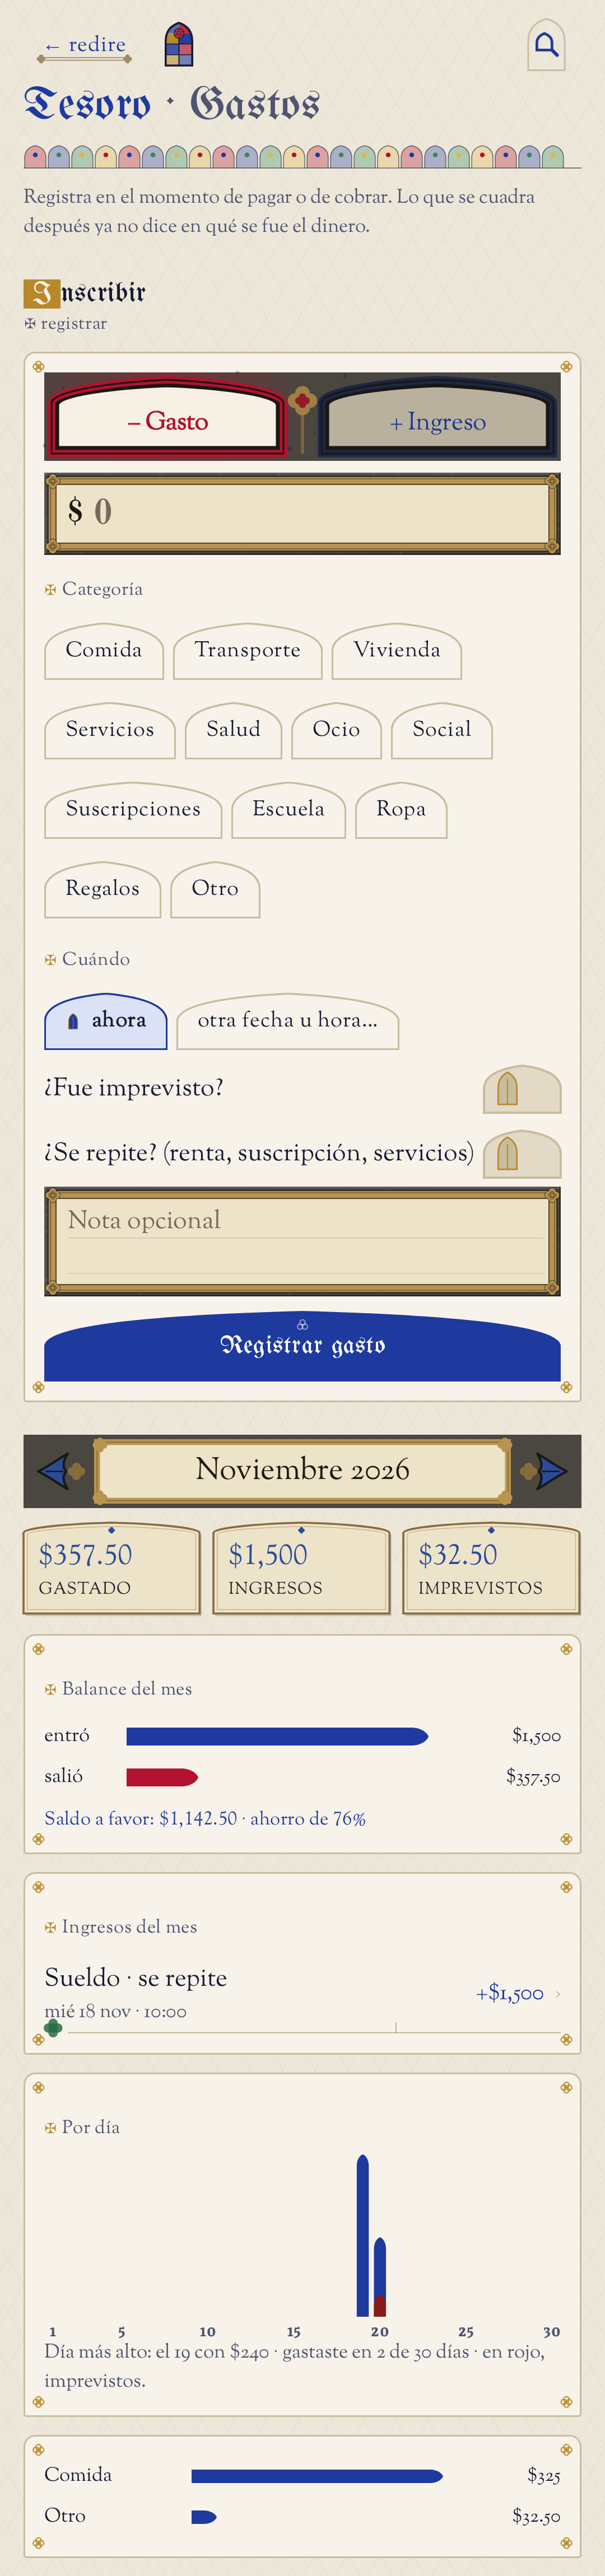 ← redire
Tesoro · Gastos
Registra en el momento de pagar o de cobrar. Lo que se cuadra
después ya no dice en qué se fue el dinero.
Inscribir
✠ registrar
– Gasto
+ Ingreso
$ 0
✠ Categoría
Comida Transporte Vivienda
Servicios Salud Ocio Social
Suscripciones Escuela Ropa
Regalos Otro
✠ Cuándo
ahora otra fecha u hora...
¿Fue imprevisto?
¿Se repite? (renta, suscripción, servicios)
Nota opcional
Registrar gasto
Noviembre 2026
$357.50 $1,500 $32.50
GASTADO INGRESOS IMPREVISTOS
✠ Balance del mes
entró $1,500
salió $357.50
Saldo a favor: $1,142.50 · ahorro de 76%
✠ Ingresos del mes
Sueldo · se repite
+$1,500 ›
mié 18 nov · 10:00
✠ Por día
1 5 10 15 20 25 30
Día más alto: el 19 con $240 · gastaste en 2 de 30 días · en rojo,
imprevistos.
Comida $325
Otro $32.50